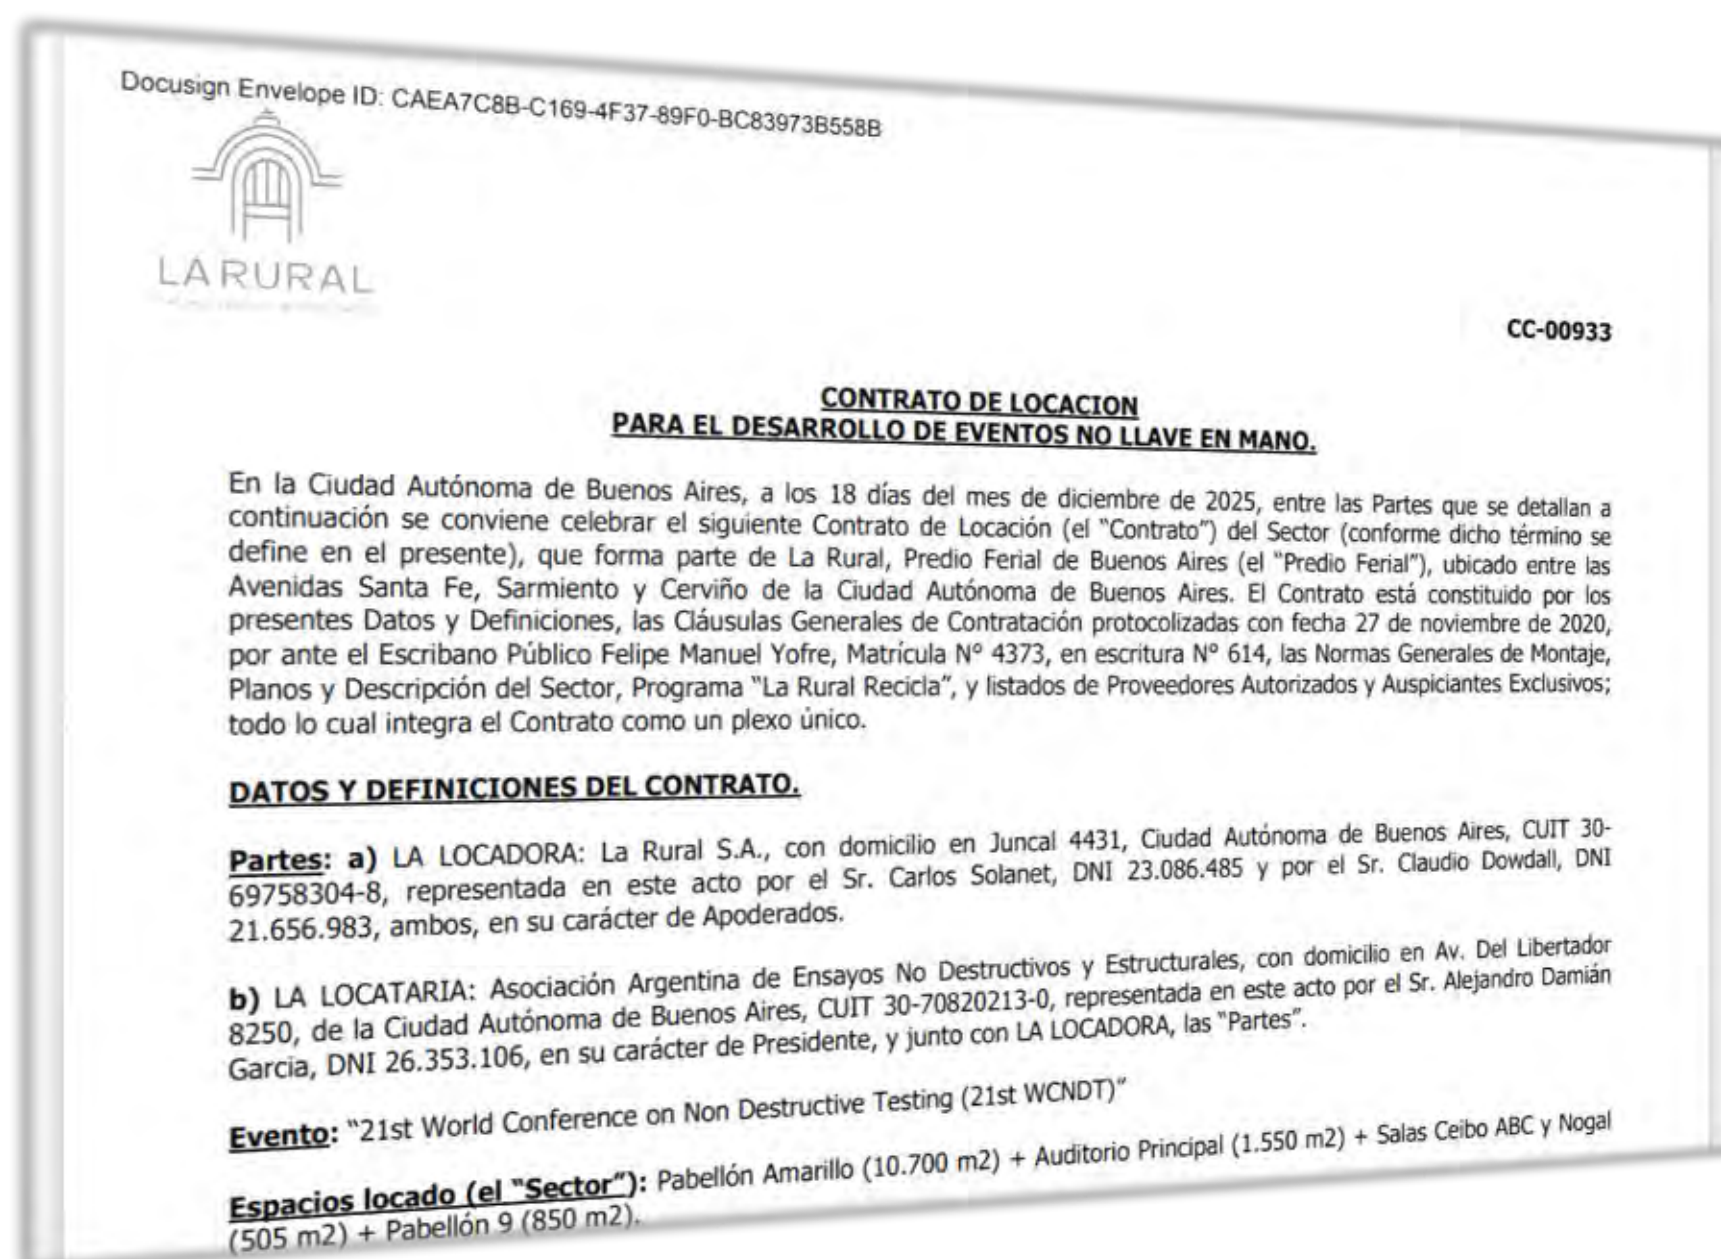 Docusign Envelope ID: CAEA7C8B-C169-4F37-89F0-BC83973B558B
LA RURAL
CC-00933
CONTRATO DE LOCACION
PARA EL DESARROLLO DE EVENTOS NO LLAVE EN MANO.
En la Ciudad Autónoma de Buenos Aires, a los 18 días del mes de diciembre de 2025, entre las Partes que se detallan a
continuación se conviene celebrar el siguiente Contrato de Locación (el "Contrato") del Sector (conforme dicho término se
define en el presente), que forma parte de La Rural, Predio Ferial de Buenos Aires (el "Predio Ferial"), ubicado entre las
Avenidas Santa Fe, Sarmiento y Cerviño de la Ciudad Autónoma de Buenos Aires. El Contrato está constituido por los
presentes Datos y Definiciones, las Cláusulas Generales de Contratación protocolizadas con fecha 27 de noviembre de 2020,
por ante el Escribano Público Felipe Manuel Yofre, Matrícula Nº 4373, en escritura Nº 614, las Normas Generales de Montaje,
Planos y Descripción del Sector, Programa "La Rural Recicla", y listados de Proveedores Autorizados y Auspiciantes Exclusivos;
todo lo cual integra el Contrato como un plexo único.
DATOS Y DEFINICIONES DEL CONTRATO.
Partes: a) LA LOCADORA: La Rural S.A., con domicilio en Juncal 4431, Ciudad Autónoma de Buenos Aires, CUIT 30-
69758304-8, representada en este acto por el Sr. Carlos Solanet, DNI 23.086.485 y por el Sr. Claudio Dowdall, DNI
21.656.983, ambos, en su carácter de Apoderados.
b) LA LOCATARIA: Asociación Argentina de Ensayos No Destructivos y Estructurales, con domicilio en Av. Del Libertador
8250, de la Ciudad Autónoma de Buenos Aires, CUIT 30-70820213-0, representada en este acto por el Sr. Alejandro Damián
Garcia, DNI 26.353.106, en su carácter de Presidente, y junto con LA LOCADORA, las "Partes".
Evento: "21st World Conference on Non Destructive Testing (21st WCNDT)"
Espacios locado (el "Sector"): Pabellón Amarillo (10.700 m2) + Auditorio Principal (1.550 m2) + Salas Ceibo ABC y Nogal
(505 m2) + Pabellón 9 (850 m2).